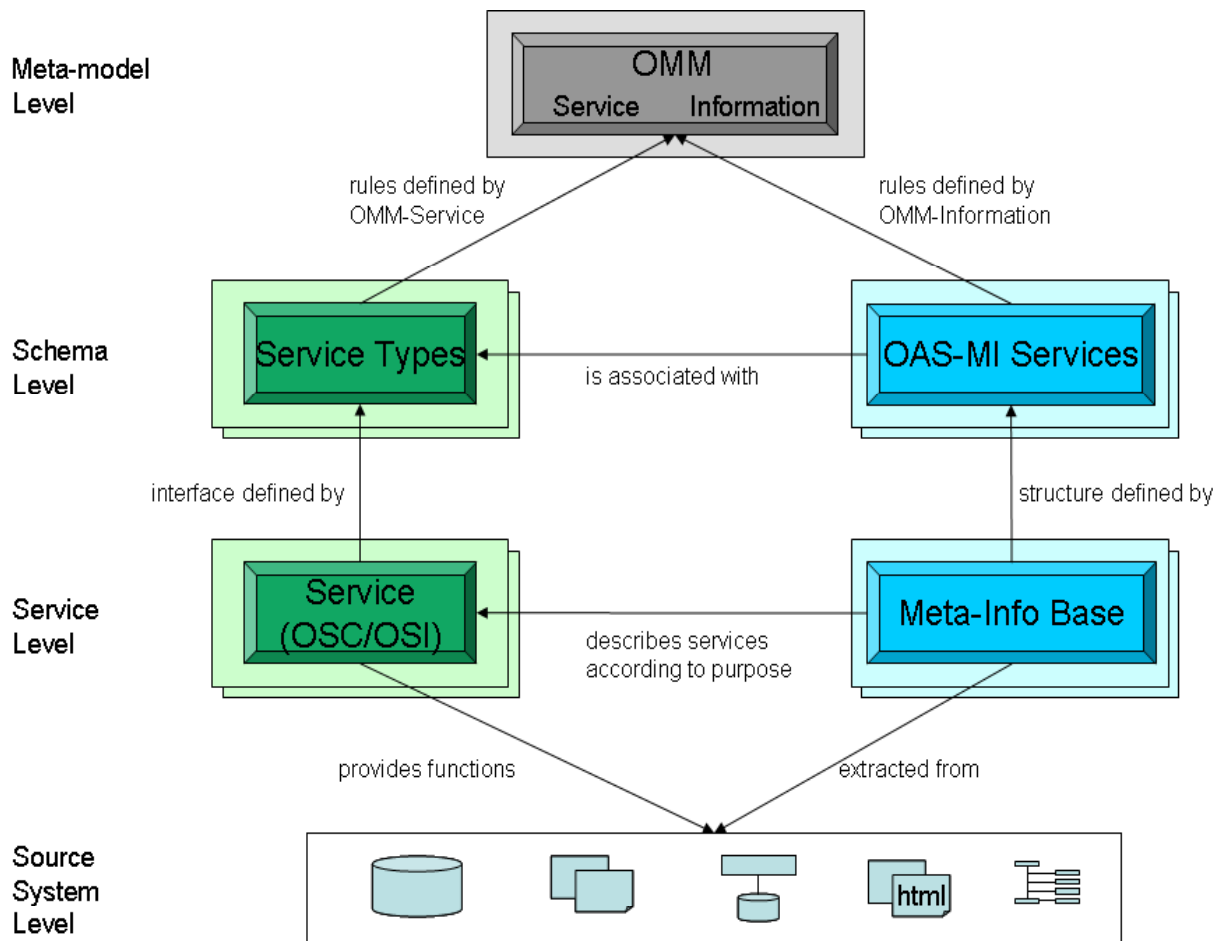 Meta-model
Level
OMM
Service Information
rules defined by
OMM-Service
rules defined by
OMM-Information
Schema
Level
Service Types
OAS-MI Services
is associated with
interface defined by
structure defined by
Service
Level
Service
(OSC/OSI)
Meta-Info Base
describes services
according to purpose
provides functions
extracted from
Source
System
Level
html